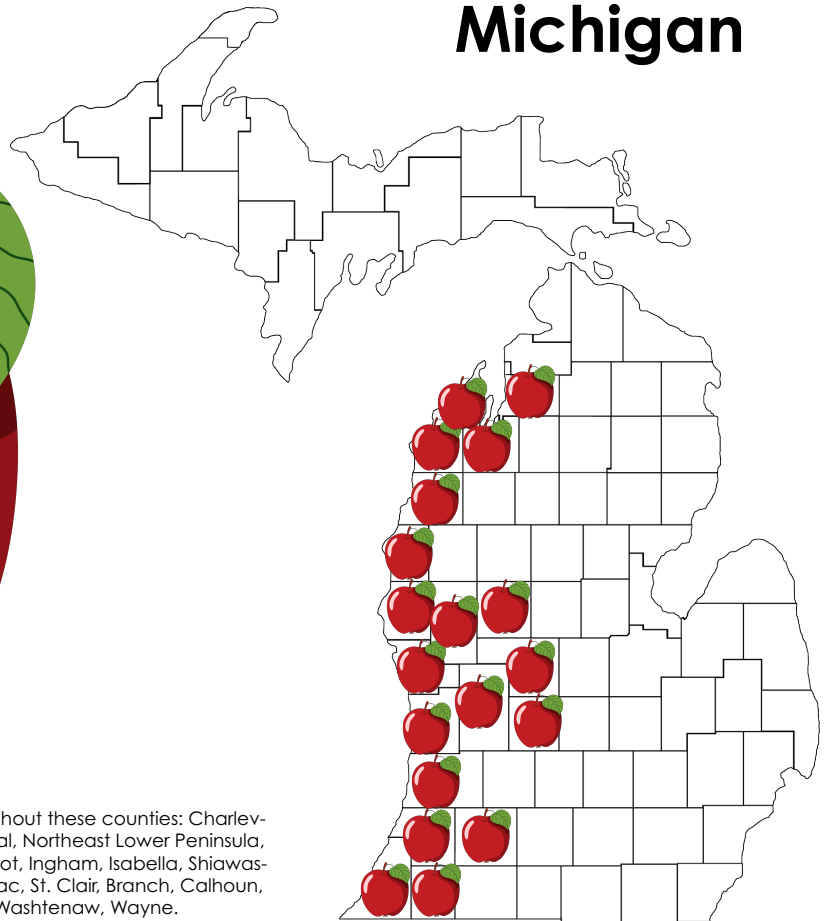 Michigan
hout these counties: Charlev-
al, Northeast Lower Peninsula,
ot, Ingham, Isabella, Shiawas-
ac, St. Clair, Branch, Calhoun,
Washtenaw, Wayne.